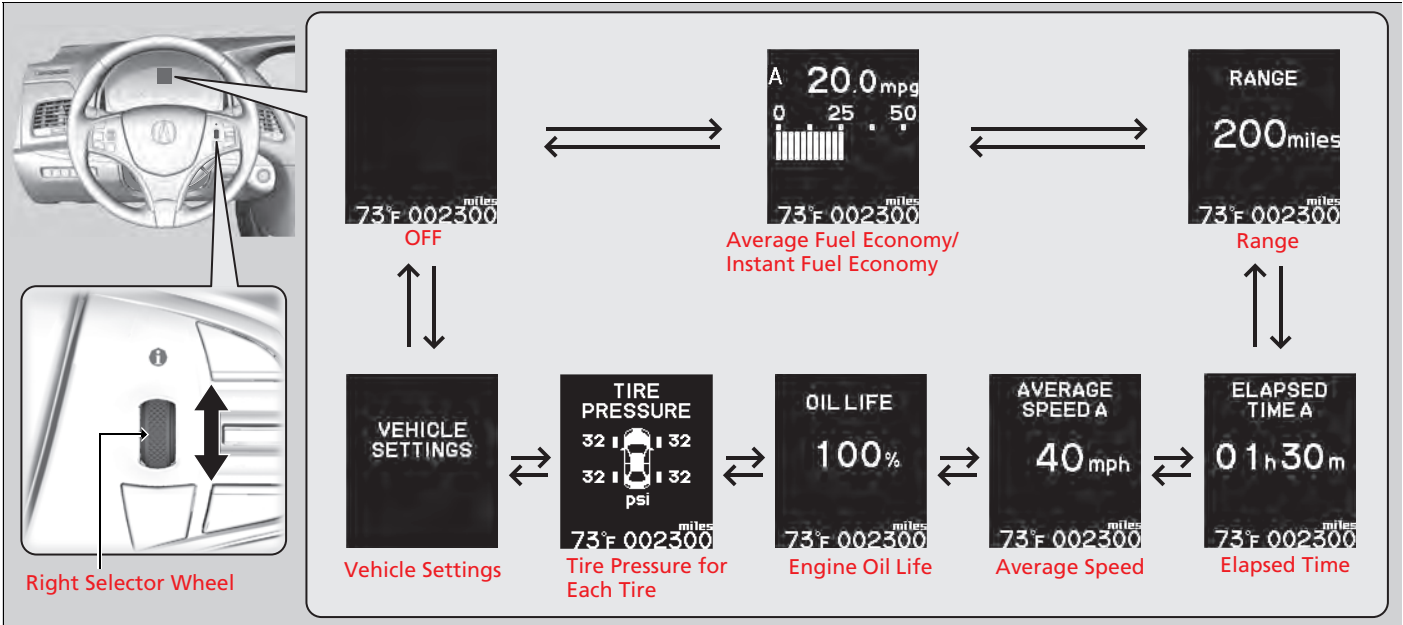 A 20.0 mpg
0 25 50
RANGE
200 miles
miles
73°F 002300
miles
73°F 002300
miles
73°F 002300
OFF
Average Fuel Economy/
Instant Fuel Economy
Range
i
VEHICLE
SETTINGS
TIRE
PRESSURE
32 32
32 32
psi
miles
73°F 002300
OIL LIFE
100%
miles
73°F 002300
AVERAGE
SPEED A
40 mph
miles
73°F 002300
ELAPSED
TIME A
01h30m
miles
73°F 002300
Right Selector Wheel
Vehicle Settings
Tire Pressure for
Each Tire
Engine Oil Life
Average Speed
Elapsed Time